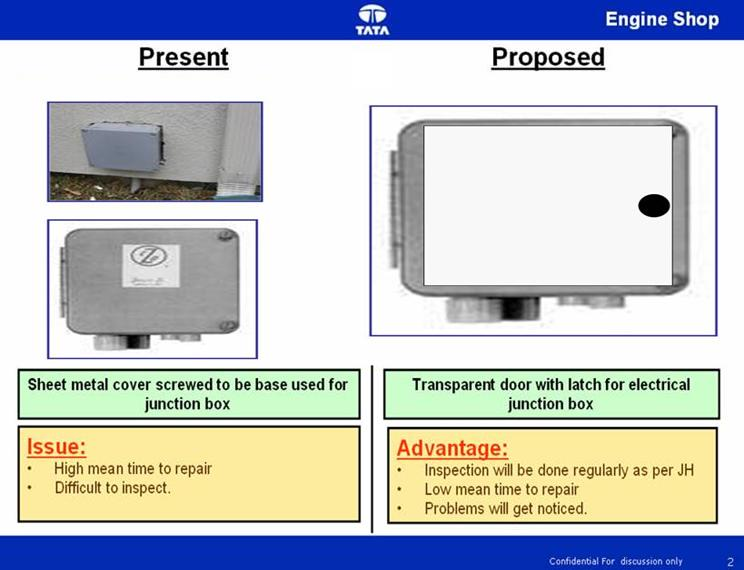 TATA
Engine Shop
Present
Proposed
Sheet metal cover screwed to be base used for
junction box
Issue:
• High mean time to repair
• Difficult to inspect.
Transparent door with latch for electrical
junction box
Advantage:
• Inspection will be done regularly as per JH
• Low mean time to repair
• Problems will get noticed.
Confidential For discussion only
2